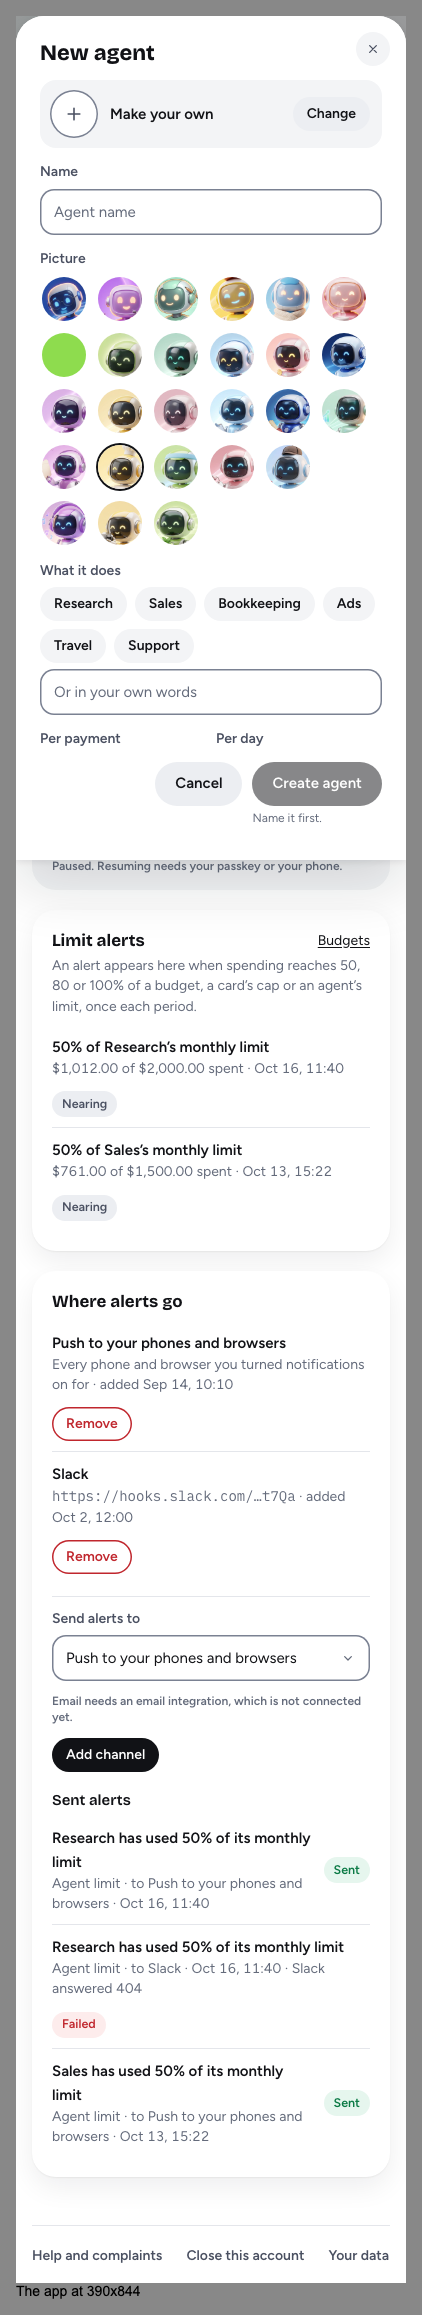 New agent
Make your own
Change
Name
Agent name
Picture
What it does
Research
Sales
Bookkeeping
Ads
Travel
Support
Or in your own words
Per payment
Per day
Cancel
Create agent
Name it first.
Paused. Resuming needs your passkey or your phone.
Limit alerts
Budgets
An alert appears here when spending reaches 50,
80 or 100% of a budget, a card’s cap or an agent’s
limit, once each period.
50% of Research’s monthly limit
$1,012.00 of $2,000.00 spent · Oct 16, 11:40
Nearing
50% of Sales’s monthly limit
$761.00 of $1,500.00 spent · Oct 13, 15:22
Nearing
Where alerts go
Push to your phones and browsers
Every phone and browser you turned notifications
on for · added Sep 14, 10:10
Remove
Slack
https://hooks.slack.com/…t7Qa · added
Oct 2, 12:00
Remove
Send alerts to
Push to your phones and browsers
Email needs an email integration, which is not connected
yet.
Add channel
Sent alerts
Research has used 50% of its monthly
limit
Agent limit · to Push to your phones and
browsers · Oct 16, 11:40
Sent
Research has used 50% of its monthly limit
Agent limit · to Slack · Oct 16, 11:40 · Slack
answered 404
Failed
Sales has used 50% of its monthly
limit
Agent limit · to Push to your phones and
browsers · Oct 13, 15:22
Sent
Help and complaints
Close this account
Your data
The app at 390x844